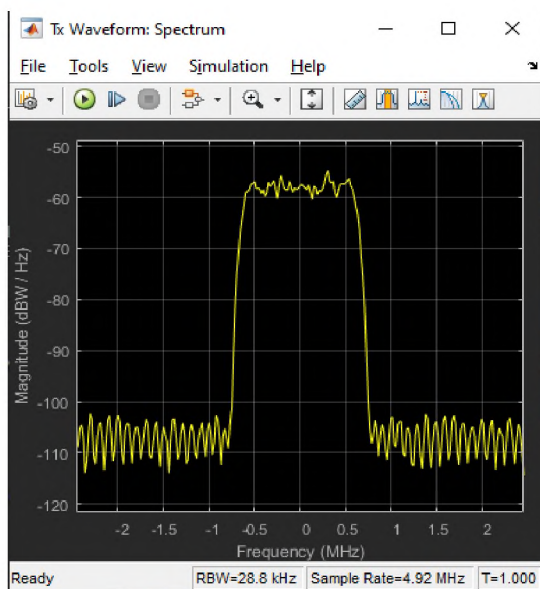 Tx Waveform: Spectrum
File Tools View Simulation Help
-50
-60
-70
-80
-90
-100
-110
-120
Magnitude (dBW / Hz)
-2 -1.5 -1 -0.5 0 0.5 1 1.5 2
Frequency (MHz)
Ready RBW=28.8 kHz Sample Rate=4.92 MHz T=1.000